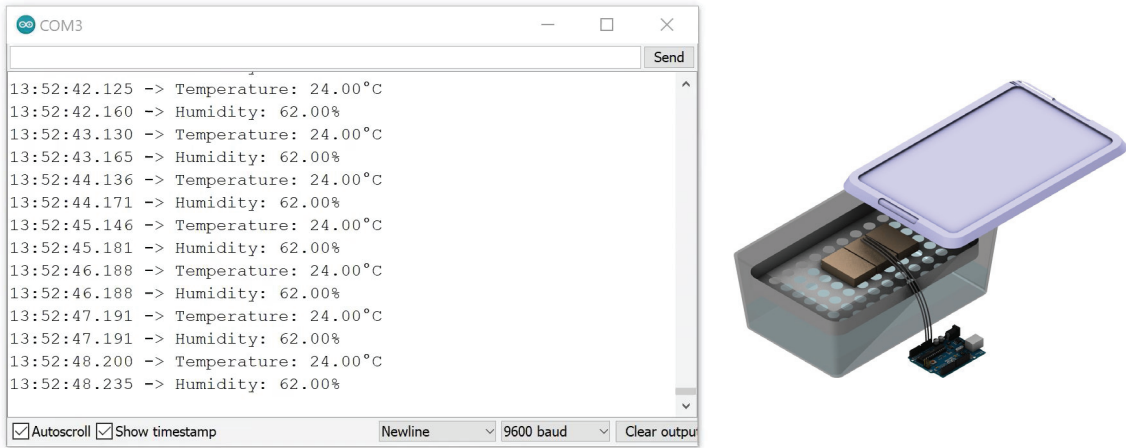 COM3
Send
13:52:42.125 -> Temperature: 24.00°C
13:52:42.160 -> Humidity: 62.00%
13:52:43.130 -> Temperature: 24.00°C
13:52:43.165 -> Humidity: 62.00%
13:52:44.136 -> Temperature: 24.00°C
13:52:44.171 -> Humidity: 62.00%
13:52:45.146 -> Temperature: 24.00°C
13:52:45.181 -> Humidity: 62.00%
13:52:46.188 -> Temperature: 24.00°C
13:52:46.188 -> Humidity: 62.00%
13:52:47.191 -> Temperature: 24.00°C
13:52:47.191 -> Humidity: 62.00%
13:52:48.200 -> Temperature: 24.00°C
13:52:48.235 -> Humidity: 62.00%
Autoscroll Show timestamp Newline 9600 baud Clear outpu